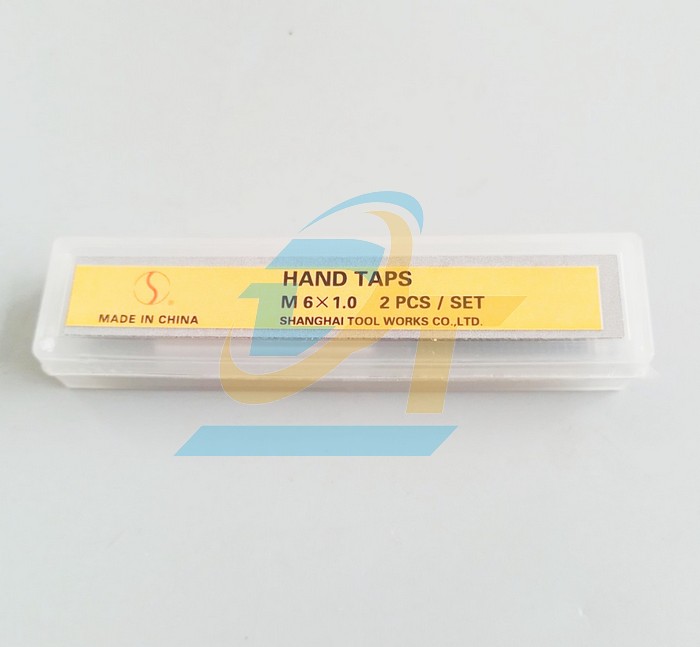 HAND TAPS
M 6×1.0 2 PCS / SET
SHANGHAI TOOL WORKS CO.,LTD.
S®
MADE IN CHINA